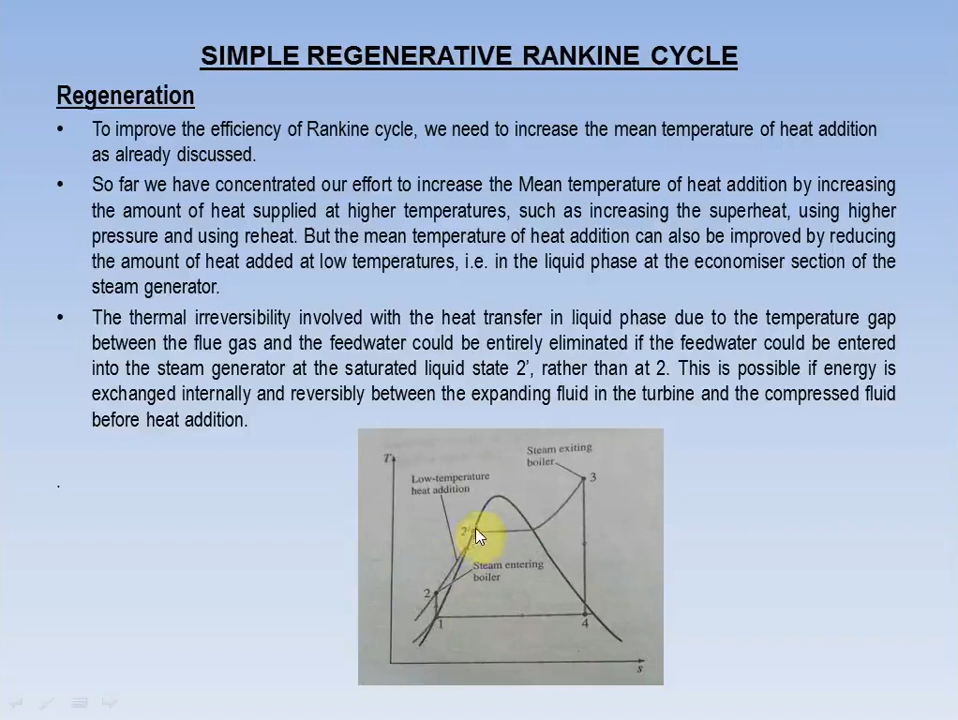 SIMPLE REGENERATIVE RANKINE CYCLE
Regeneration
• To improve the efficiency of Rankine cycle, we need to increase the mean temperature of heat addition
as already discussed.
• So far we have concentrated our effort to increase the Mean temperature of heat addition by increasing
the amount of heat supplied at higher temperatures, such as increasing the superheat, using higher
pressure and using reheat. But the mean temperature of heat addition can also be improved by reducing
the amount of heat added at low temperatures, i.e. in the liquid phase at the economiser section of the
steam generator.
• The thermal irreversibility involved with the heat transfer in liquid phase due to the temperature gap
between the flue gas and the feedwater could be entirely eliminated if the feedwater could be entered
into the steam generator at the saturated liquid state 2’, rather than at 2. This is possible if energy is
exchanged internally and reversibly between the expanding fluid in the turbine and the compressed fluid
before heat addition.
.
T
Steam exiting
boiler
3
Low-temperature
heat addition
2'
Steam entering
boiler
2
1
4
s